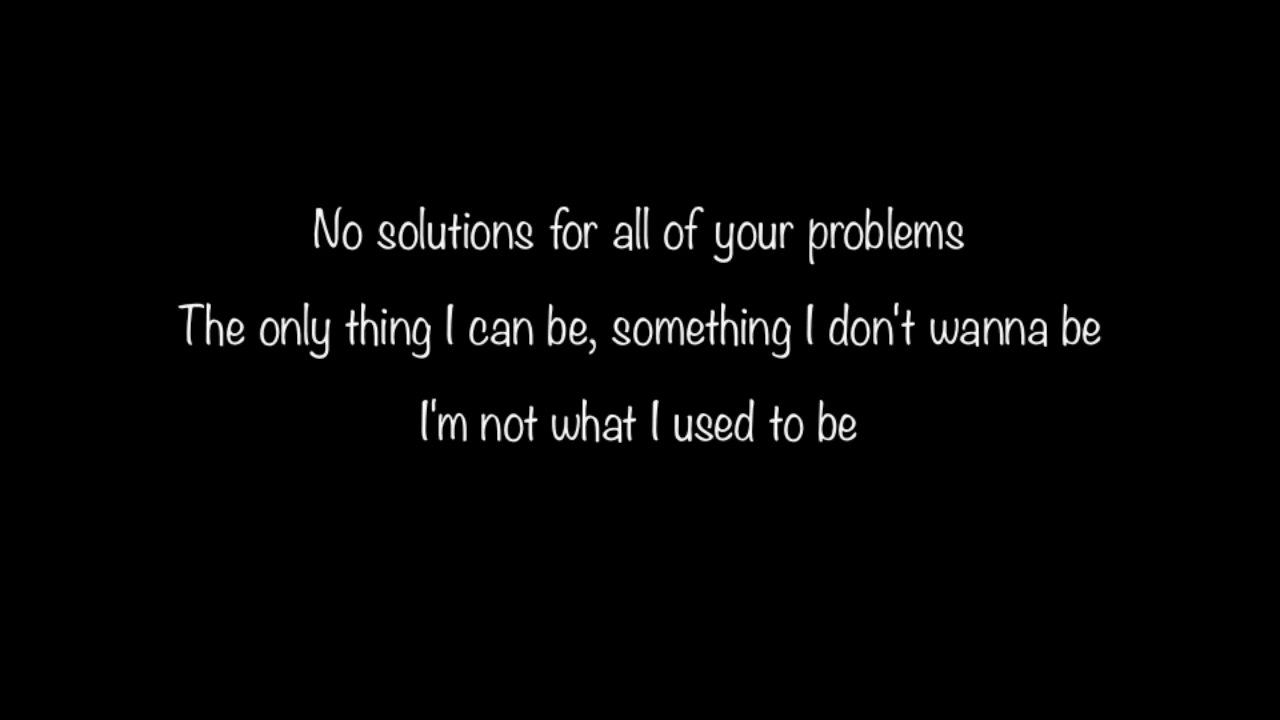 No solutions for all of your problems
The only thing I can be, something I don't wanna be
I'm not what I used to be